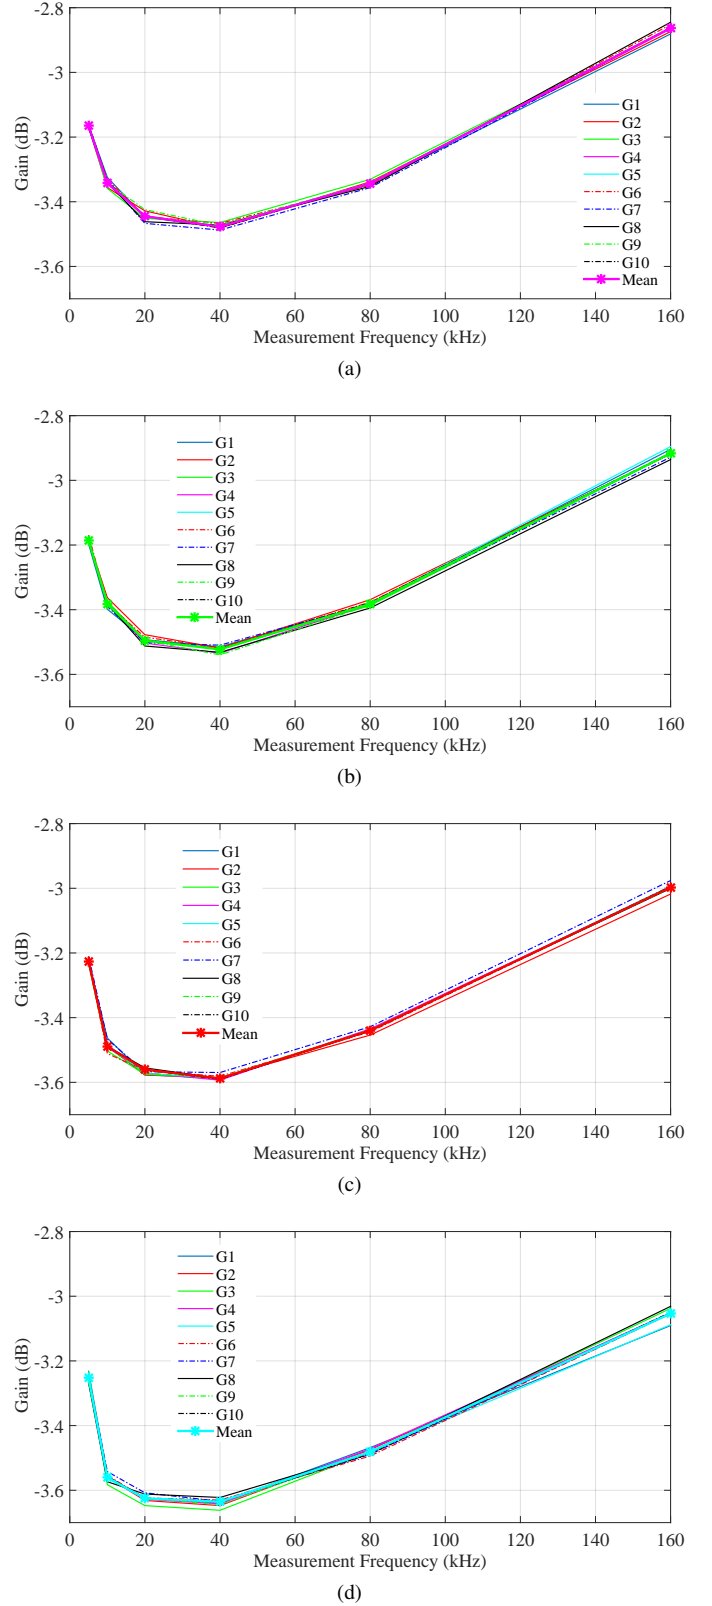 -2.8
-3
-3.2
-3.4
-3.6
Gain (dB)
G1
G2
G3
G4
G5
G6
G7
G8
G9
G10
Mean
0 20 40 60 80 100 120 140 160
Measurement Frequency (kHz)
(a)
-2.8
-3
-3.2
-3.4
-3.6
Gain (dB)
G1
G2
G3
G4
G5
G6
G7
G8
G9
G10
Mean
0 20 40 60 80 100 120 140 160
Measurement Frequency (kHz)
(b)
-2.8
-3
-3.2
-3.4
-3.6
Gain (dB)
G1
G2
G3
G4
G5
G6
G7
G8
G9
G10
Mean
0 20 40 60 80 100 120 140 160
Measurement Frequency (kHz)
(c)
-2.8
-3
-3.2
-3.4
-3.6
Gain (dB)
G1
G2
G3
G4
G5
G6
G7
G8
G9
G10
Mean
0 20 40 60 80 100 120 140 160
Measurement Frequency (kHz)
(d)